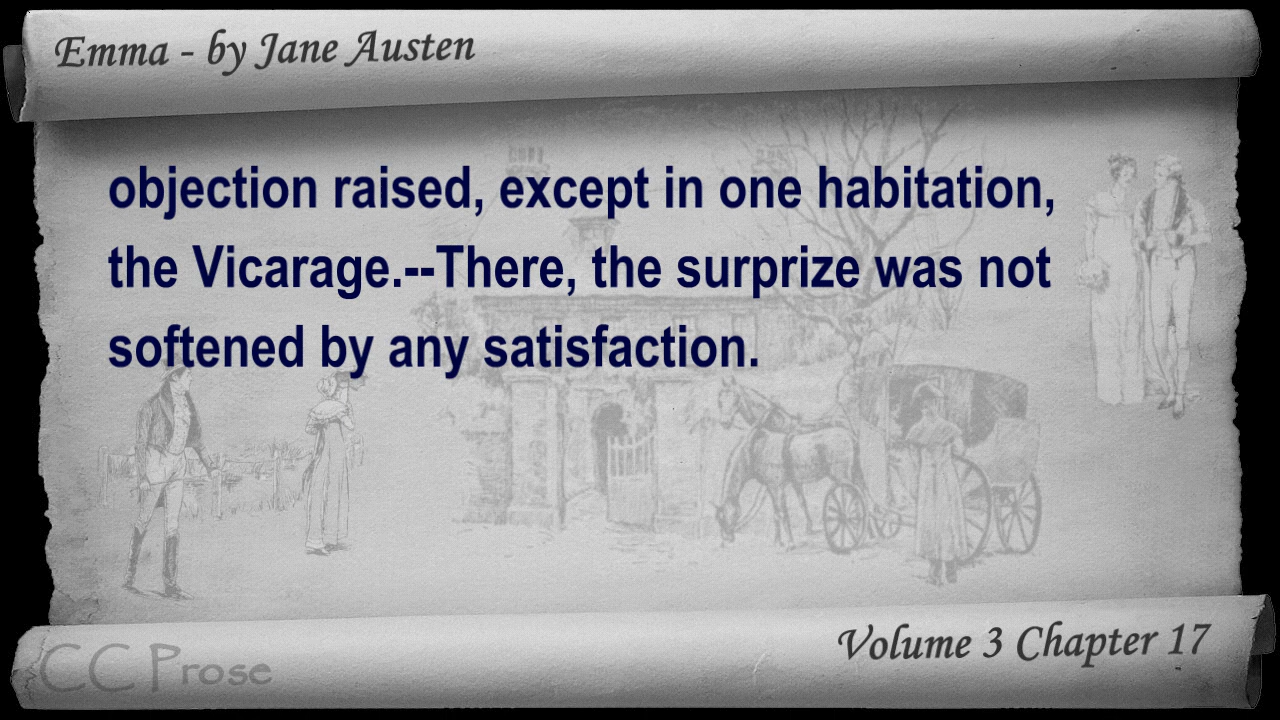 Emma - by Jane Austen
objection raised, except in one habitation,
the Vicarage.--There, the surprize was not
softened by any satisfaction.
Volume 3 Chapter 17
CC Prose